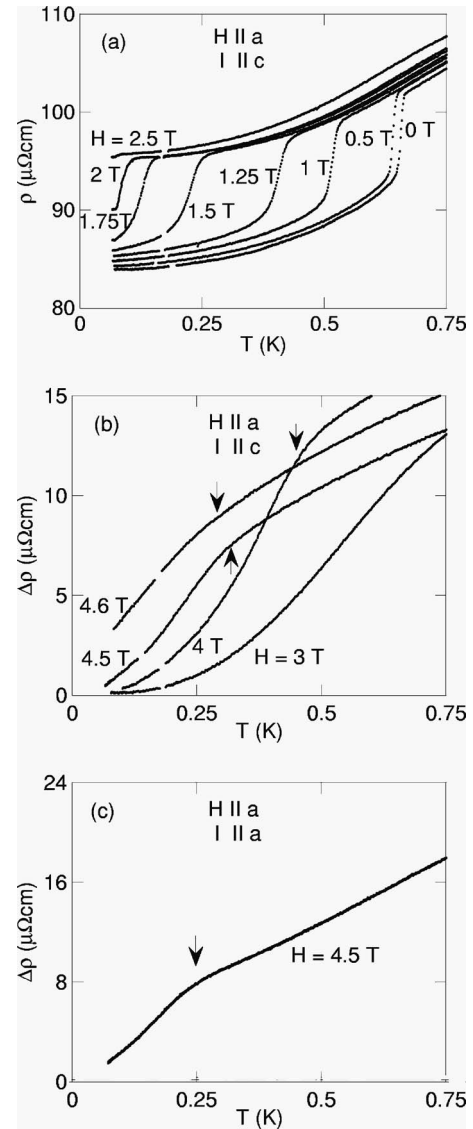 110
(a)
H II a
I II c
100
H = 2.5 T
0.5 T
0 T
2 T
1.25 T
1 T
ρ (μΩcm)
90
1.75T
1.5 T
80
0
0.25
0.5
0.75
T (K)
15
(b)
H II a
I II c
10
Δρ (μΩcm)
4.6 T
5
4.5 T
4 T
H = 3 T
0
0
0.25
0.5
0.75
T (K)
24
(c)
H II a
I II a
16
Δρ (μΩcm)
H = 4.5 T
8
0
0
0.25
0.5
0.75
T (K)